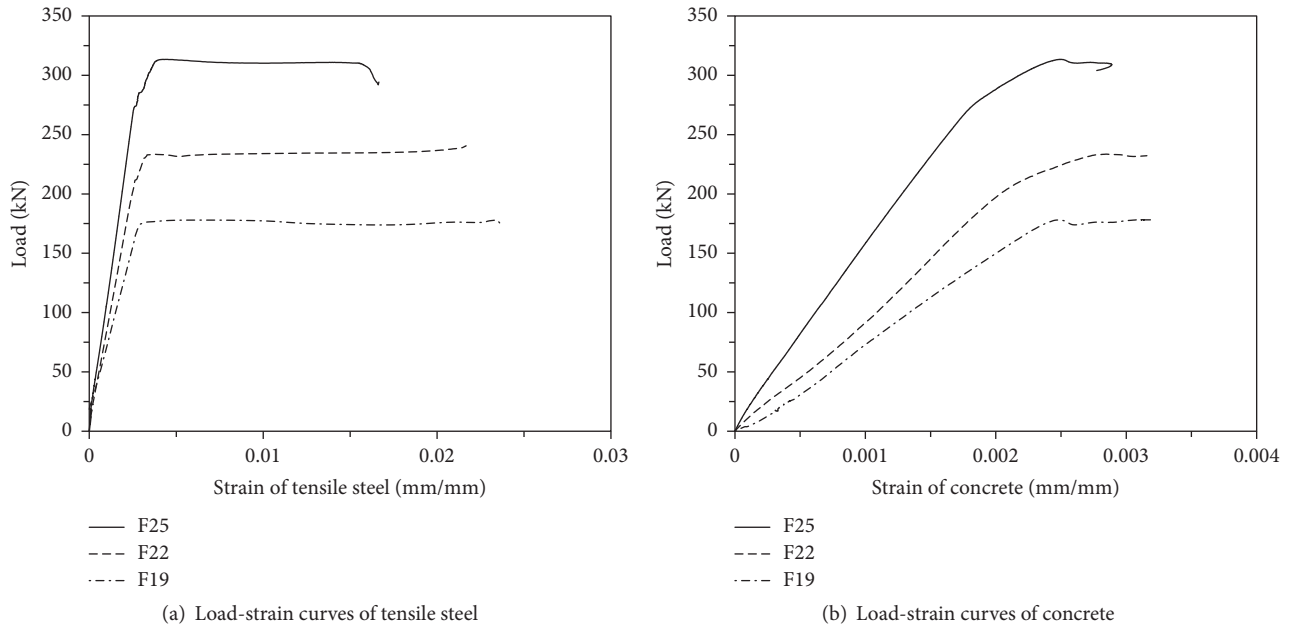 350
300
250
200
150
100
50
0
Load (kN)
0
0.01
0.02
0.03
Strain of tensile steel (mm/mm)
F25
F22
F19
(a) Load-strain curves of tensile steel
350
300
250
200
150
100
50
0
Load (kN)
0
0.001
0.002
0.003
0.004
Strain of concrete (mm/mm)
F25
F22
F19
(b) Load-strain curves of concrete